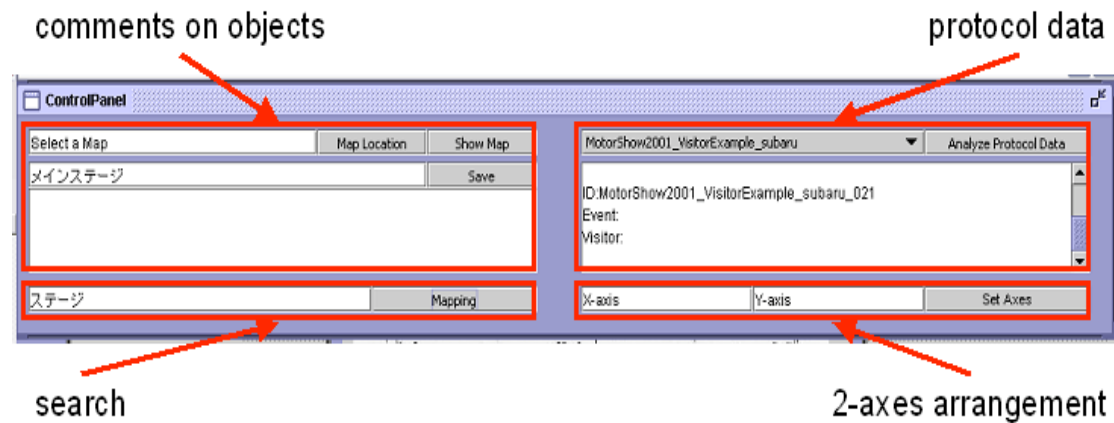 comments on objects
protocol data
ControlPanel
Select a Map
Map Location
Show Map
MotorShow2001_VisitorExample_subaru
Analyze Protocol Data
メインステージ
Save
ID:MotorShow2001_VisitorExample_subaru_021
Event:
Visitor:
ステージ
Mapping
X-axis
Y-axis
Set Axes
search
2-axes arrangement